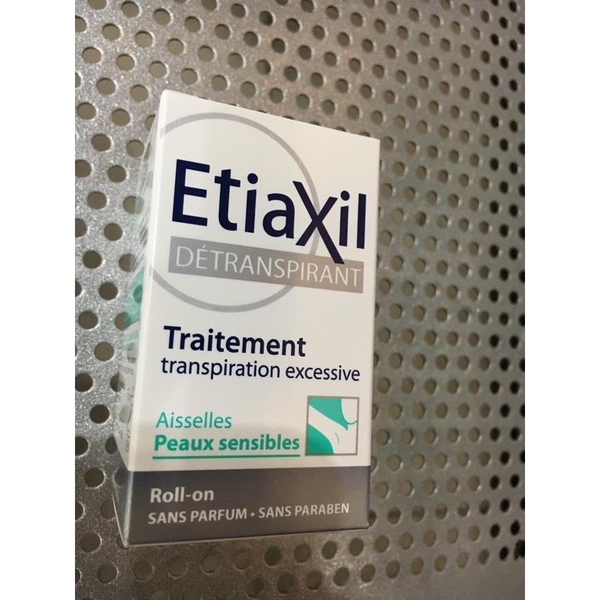 Etiaxil
DÉTRANSPIRANT
Traitement
transpiration excessive
Aisselles
Peaux sensibles
Roll-on
SANS PARFUM • SANS PARABEN